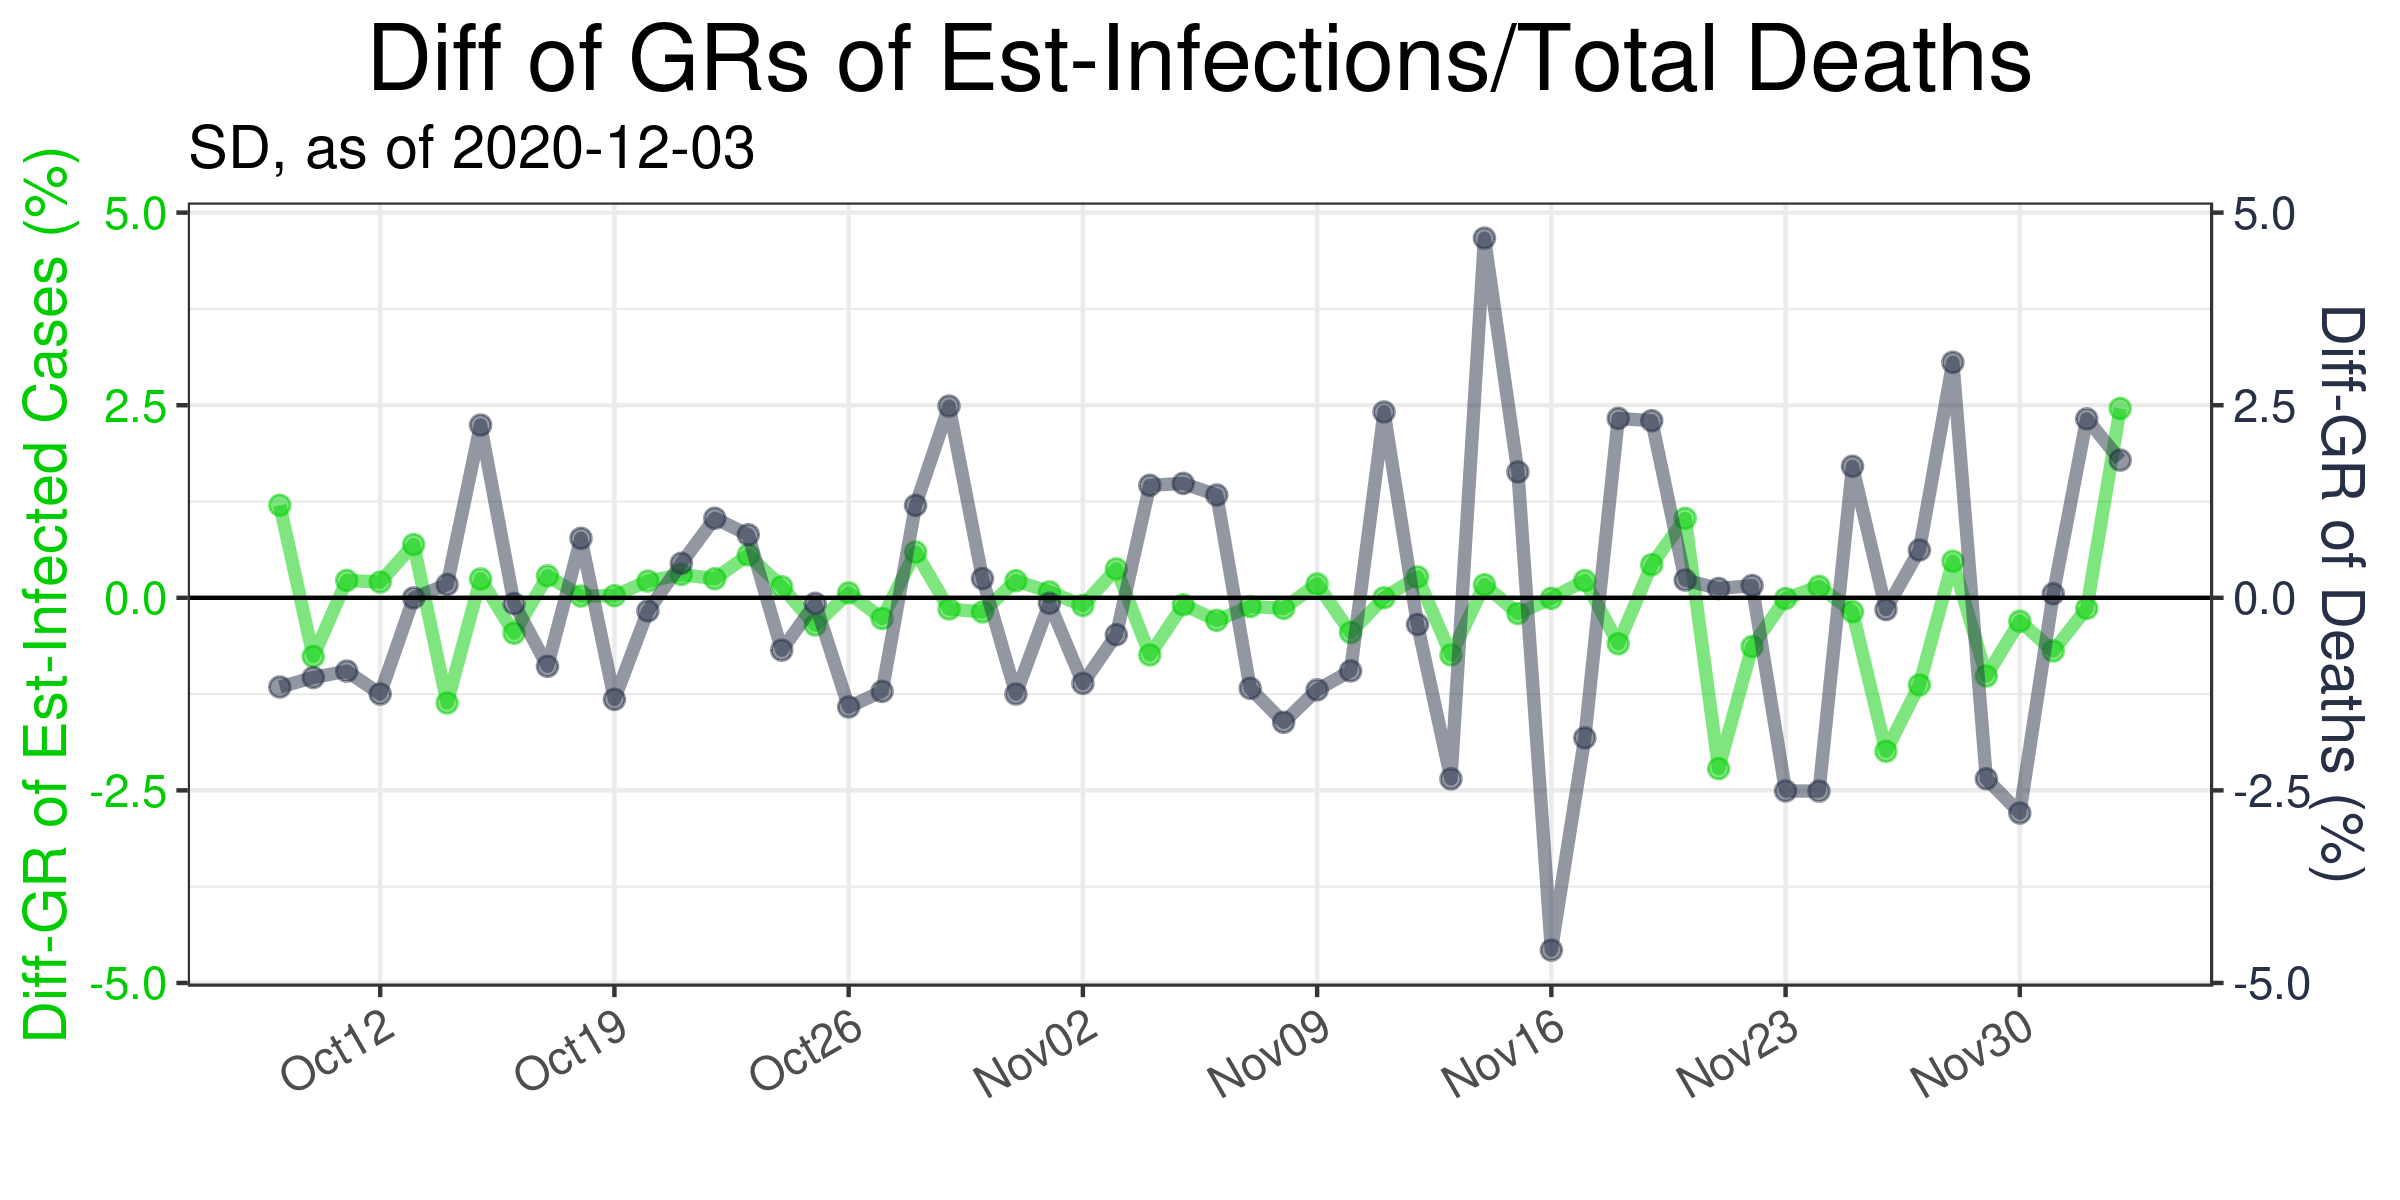 Diff of GRs of Est-Infections/Total Deaths
SD, as of 2020-12-03
Diff-GR of Est-Infected Cases (%)
5.0
2.5
0.0
-2.5
-5.0
5.0
2.5
0.0
-2.5
-5.0
Diff-GR of Deaths (%)
Oct12
Oct19
Oct26
Nov02
Nov09
Nov16
Nov23
Nov30